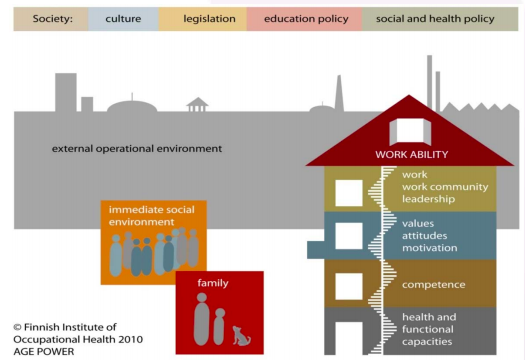 Society: culture legislation education policy social and health policy
external operational environment
WORK ABILITY
work
work community
leadership
values
attitudes
motivation
immediate social
environment
family
competence
health and
functional
capacities
© Finnish Institute of
Occupational Health 2010
AGE POWER